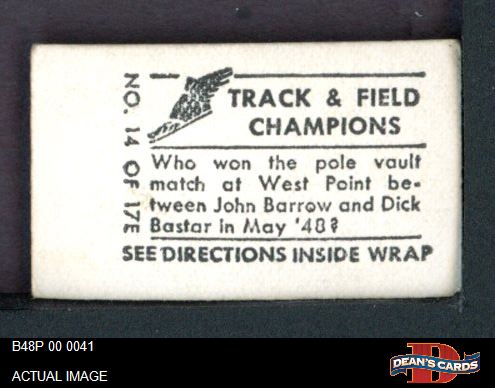 TRACK & FIELD
CHAMPIONS
Who won the pole vault
match at West Point be-
tween John Barrow and Dick
Bastar in May '48?
SEE DIRECTIONS INSIDE WRAP
NO. 14 OF 17E
B48P 00 0041
ACTUAL IMAGE
D
DEAN'S CARDS